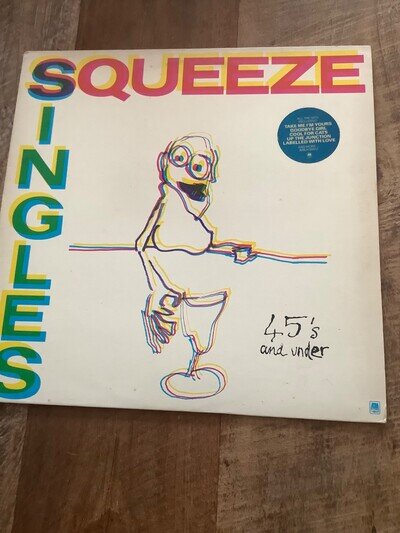 SQUEEZE
SINGLES
TAKE ME I'M YOURS
GOODBYE GIRL
COOL FOR CATS
UP THE JUNCTION
LABELLED WITH LOVE
45's
and under